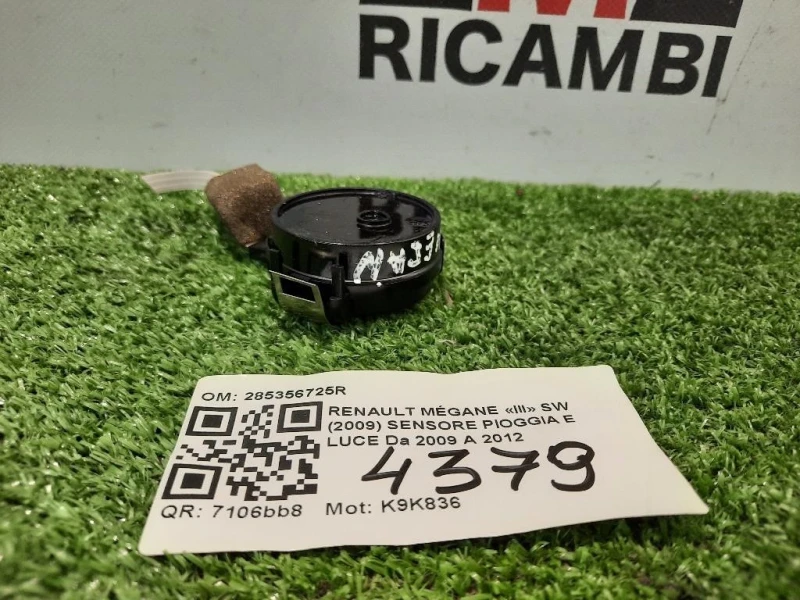 RICAMBI
OM: 285356725R
RENAULT MÉGANE «III» SW
(2009) SENSORE PIOGGIA E
LUCE Da 2009 A 2012
4379
QR: 7106bb8 Mot: K9K836